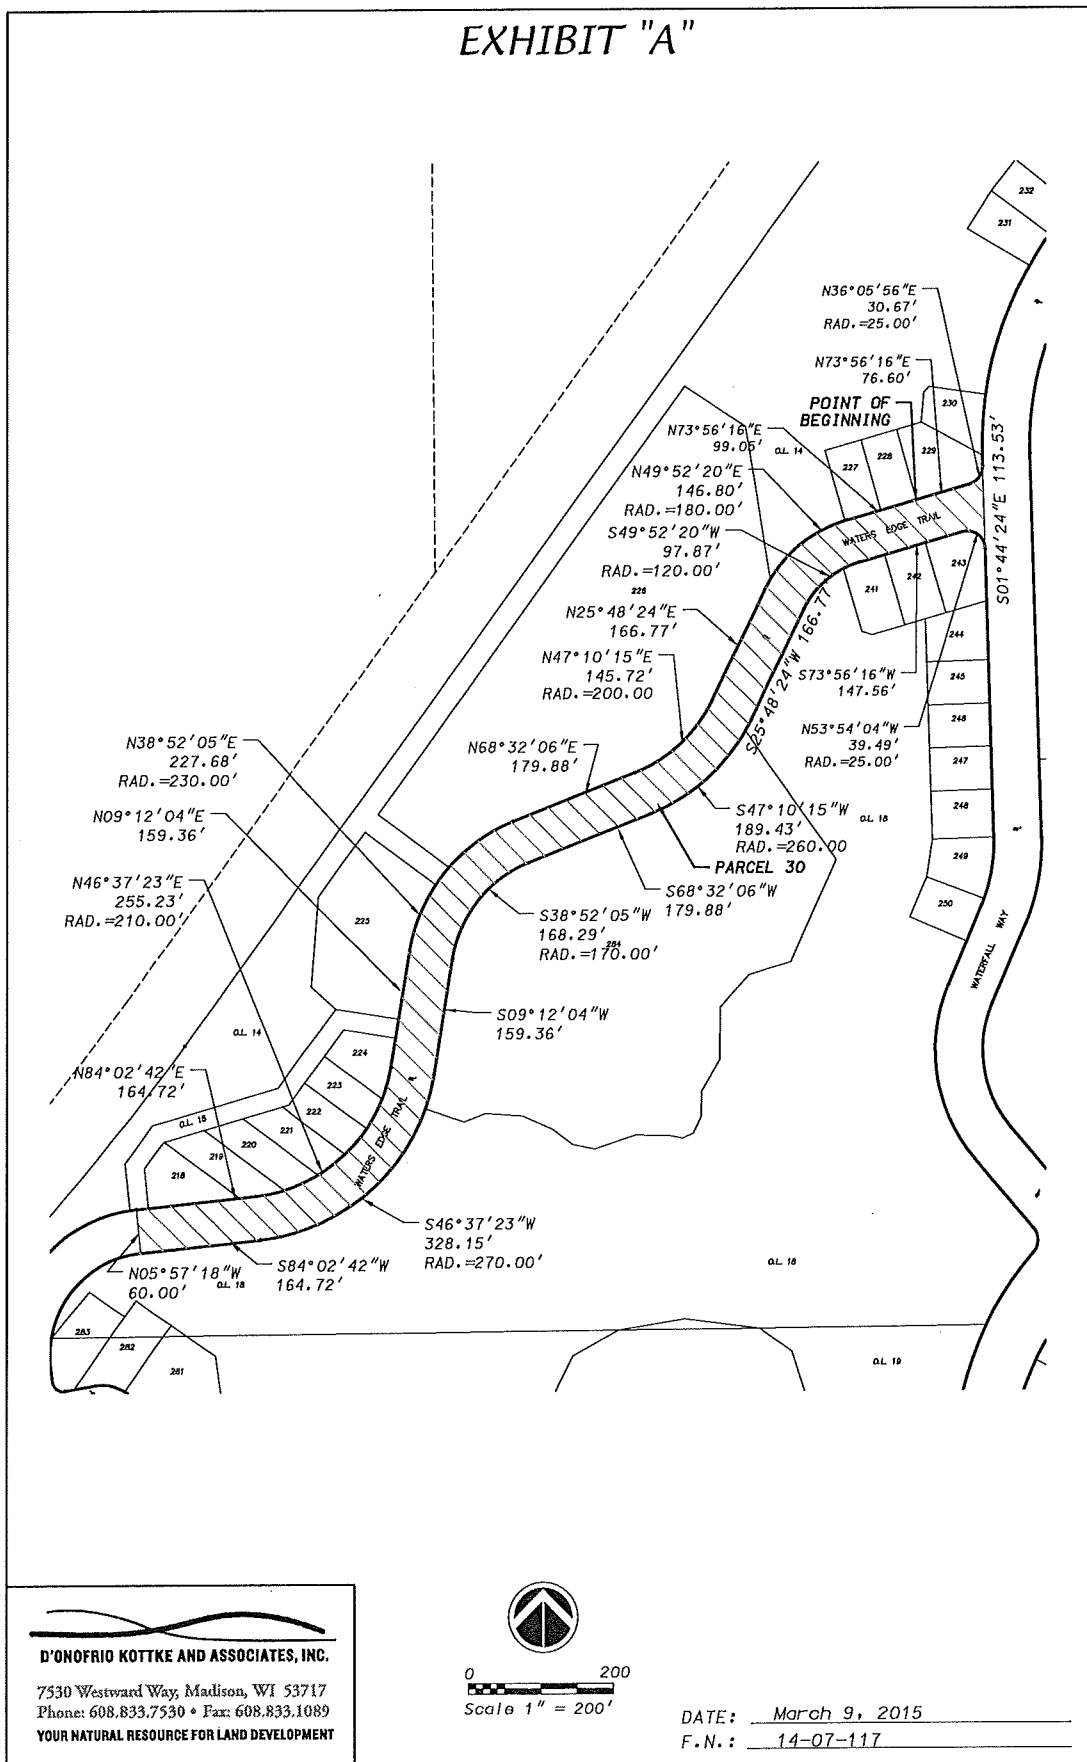 EXHIBIT "A"
232
231
N36°05'56"E
30.67'
RAD.=25.00'
N73°56'16"E
76.60'
POINT OF
BEGINNING
230
N73°56'16"E
99.05'
O.L. 14
227
228
229
N49°52'20"E
146.80'
RAD.=180.00'
S49°52'20"W
97.87'
RAD.=120.00'
226
WATERS EDGE TRAIL
S01°44'24"E 113.53'
241
242
243
N25°48'24"E
166.77'
S25°48'24"W 166.77'
244
N47°10'15"E
145.72'
RAD.=200.00
S73°56'16"W
147.56'
245
246
N53°54'04"W
39.49'
RAD.=25.00'
247
N38°52'05"E
227.68'
RAD.=230.00'
N68°32'06"E
179.88'
N09°12'04"E
159.36'
S47°10'15"W
189.43'
RAD.=260.00
O.L. 18
248
PARCEL 30
249
N46°37'23"E
255.23'
RAD.=210.00'
S68°32'06"W
179.88'
250
225
S38°52'05"W
168.29'
284
RAD.=170.00'
WATERFALL WAY
S09°12'04"W
159.36'
O.L. 14
224
N84°02'42"E
164.72'
223
222
O.L. 15
221
220
219
218
WATERS EDGE TRAIL
S46°37'23"W
328.15'
RAD.=270.00'
N05°57'18"W
60.00'
O.L. 18
S84°02'42"W
164.72'
O.L. 18
283
282
281
O.L. 19
D'ONOFRIO KOTTKE AND ASSOCIATES, INC.
7530 Westward Way, Madison, WI 53717
Phone: 608.833.7530 • Fax: 608.833.1089
YOUR NATURAL RESOURCE FOR LAND DEVELOPMENT
0 200
Scale 1" = 200'
DATE: March 9, 2015
F.N.: 14-07-117